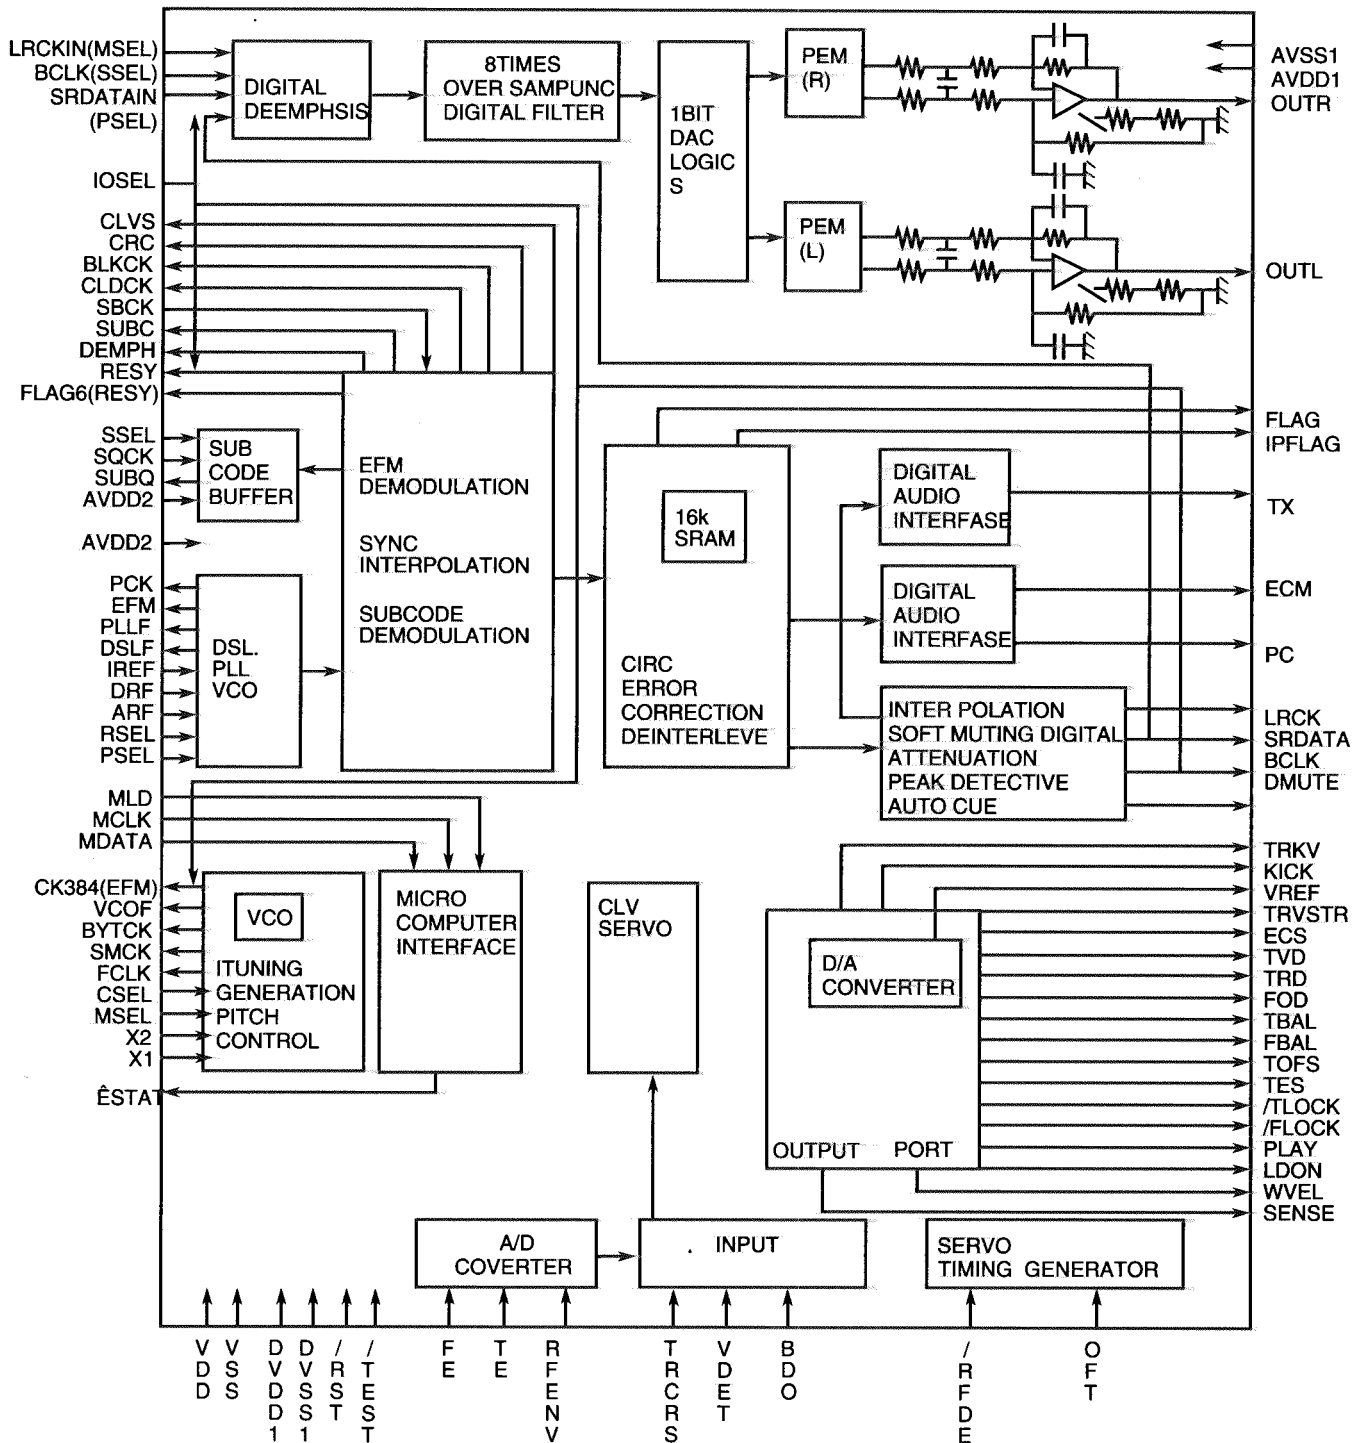 LRCKIN(MSEL)
BCLK(SSEL)
SRDATAIN
(PSEL)
IOSEL
CLVS
CRC
BLKCK
CLDCK
SBCK
SUBC
DEMPH
RESY
FLAG6(RESY)
SSEL
SQCK
SUBQ
AVDD2
AVDD2
PCK
EFM
PLLF
DSLF
IREF
DRF
ARF
RSEL
PSEL
MLD
MCLK
MDATA
CK384(EFM)
VCOF
BYTCK
SMCK
FCLK
CSEL
MSEL
X2
X1
ÊSTAT
DIGITAL
DEEMPHSIS
8TIMES
OVER SAMPUNC
DIGITAL FILTER
1BIT
DAC
LOGIC
S
PEM
(R)
PEM
(L)
SUB
CODE
BUFFER
EFM
DEMODULATION
SYNC
INTERPOLATION
SUBCODE
DEMODULATION
DSL.
PLL
VCO
16k
SRAM
CIRC
ERROR
CORRECTION
DEINTERLEVE
DIGITAL
AUDIO
INTERFASE
DIGITAL
AUDIO
INTERFASE
INTER POLATION
SOFT MUTING DIGITAL
ATTENUATION
PEAK DETECTIVE
AUTO CUE
VCO
ITUNING
GENERATION
PITCH
CONTROL
MICRO
COMPUTER
INTERFACE
CLV
SERVO
D/A
CONVERTER
OUTPUT PORT
A/D
COVERTER
INPUT
SERVO
TIMING GENERATOR
AVSS1
AVDD1
OUTR
OUTL
FLAG
IPFLAG
TX
ECM
PC
LRCK
SRDATA
BCLK
DMUTE
TRKV
KICK
VREF
TRVSTR
ECS
TVD
TRD
FOD
TBAL
FBAL
TOFS
TES
/TLOCK
/FLOCK
PLAY
LDON
WVEL
SENSE
VDD
VSS
DVDD1
DVSS1
/RST
/TEST
FE
TE
RFENV
TRCRS
VDET
BDO
/RFDE
OFT